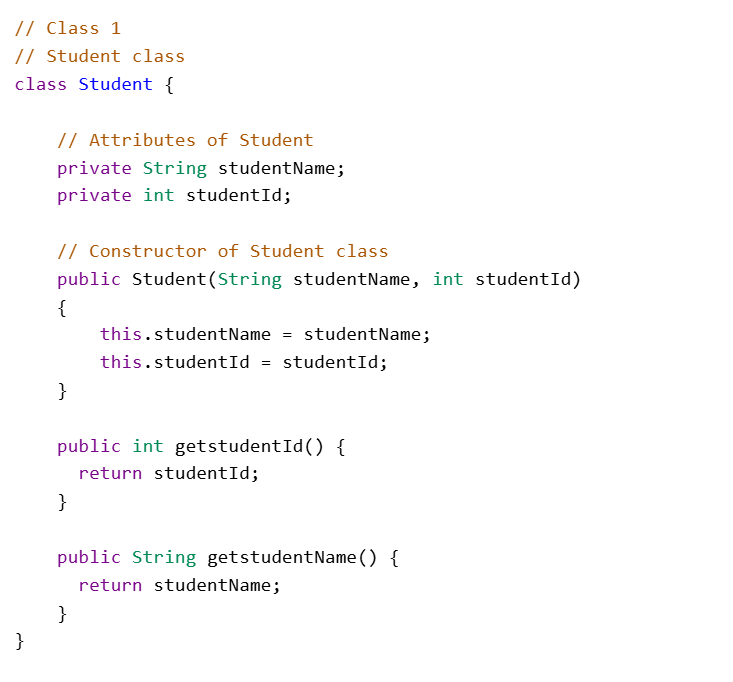 // Class 1
// Student class
class Student {
// Attributes of Student
private String studentName;
private int studentId;
// Constructor of Student class
public Student(String studentName, int studentId)
{
this.studentName = studentName;
this.studentId = studentId;
}
public int getstudentId() {
return studentId;
}
public String getstudentName() {
return studentName;
}
}